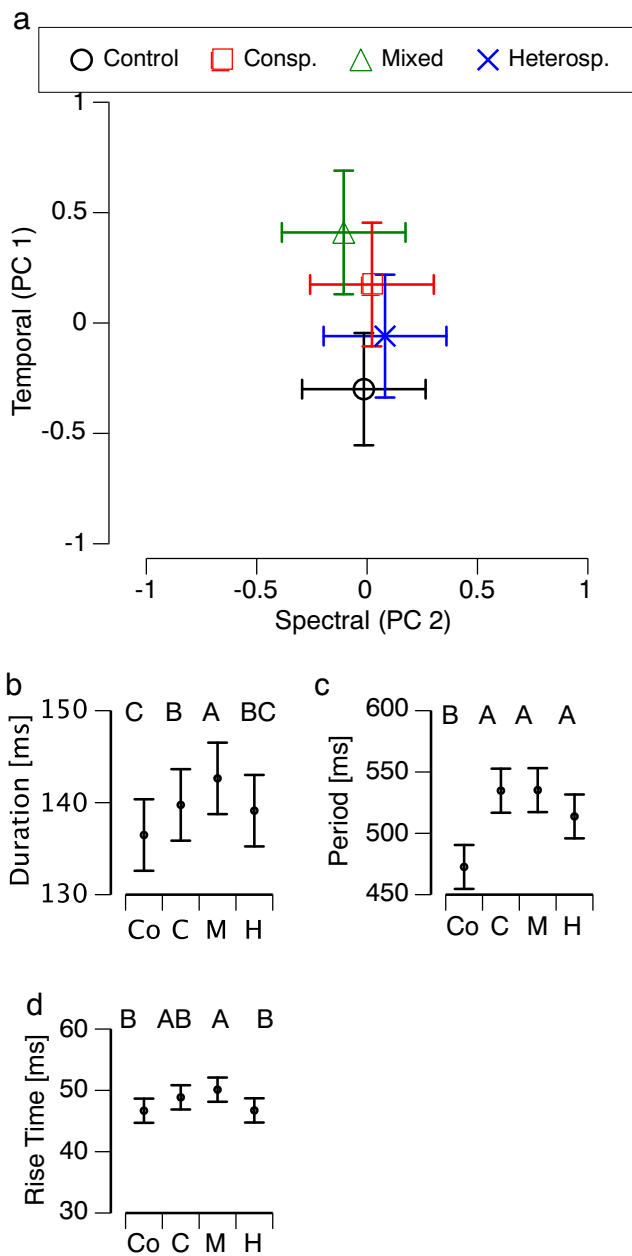 a
Control Consp. Mixed Heterosp.
1
0.5
0
-0.5
-1
Temporal (PC 1)
-1 -0.5 0 0.5 1
Spectral (PC 2)
b
C B A BC
150
140
130
Duration [ms]
Co C M H
c
B A A A
600
550
500
450
Period [ms]
Co C M H
d
B AB A B
60
50
40
30
Rise Time [ms]
Co C M H